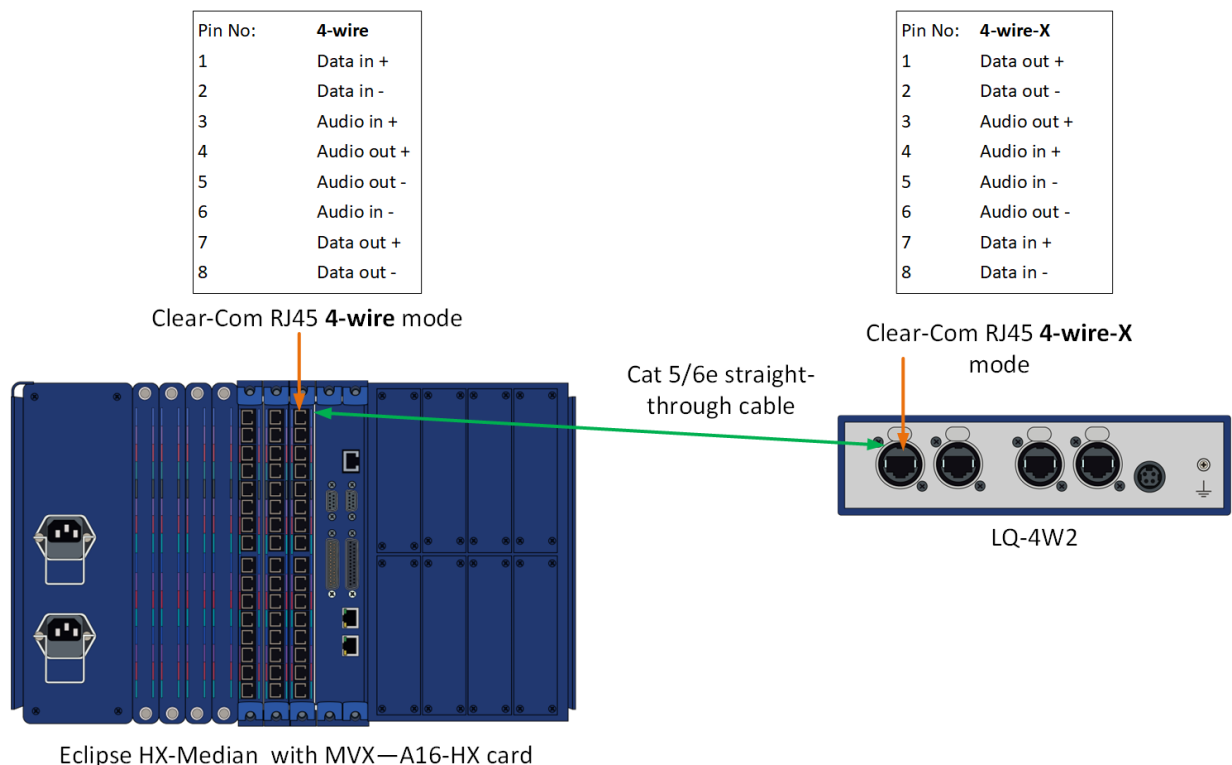 Pin No: 4-wire
1 Data in +
2 Data in -
3 Audio in +
4 Audio out +
5 Audio out -
6 Audio in -
7 Data out +
8 Data out -
Clear-Com RJ45 4-wire mode
Pin No: 4-wire-X
1 Data out +
2 Data out -
3 Audio out +
4 Audio in +
5 Audio in -
6 Audio out -
7 Data in +
8 Data in -
Clear-Com RJ45 4-wire-X
mode
Cat 5/6e straight-
through cable
LQ-4W2
Eclipse HX-Median with MVX—A16-HX card